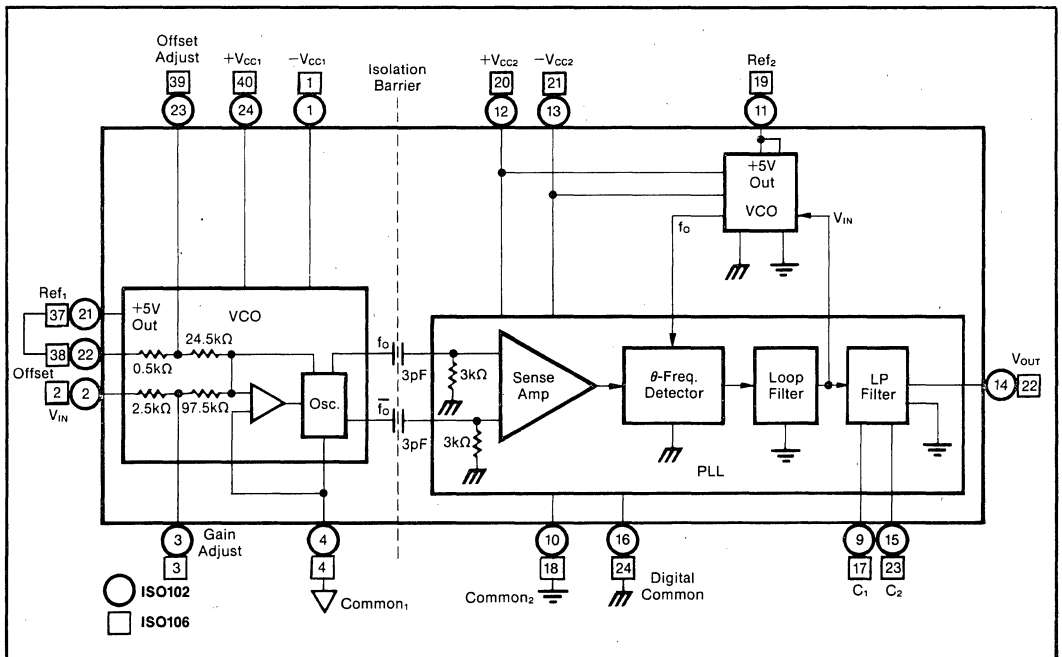 Offset
Adjust
+VCC1
−VCC1
Isolation
Barrier
+VCC2
−VCC2
Ref2
39
40
1
20
21
19
23
24
1
12
13
11
+5V
Out
VCO
fO
VIN
Ref1
37
21
+5V
Out
VCO
24.5kΩ
38
22
0.5kΩ
Offset
2
2
VIN
2.5kΩ
97.5kΩ
Osc.
fO
3pF
3kΩ
fO
3pF
3kΩ
Sense
Amp
θ-Freq.
Detector
Loop
Filter
LP
Filter
PLL
VOUT
14
22
3
Gain
Adjust
3
4
4
Common1
10
18
Common2
16
24
Digital
Common
9
15
17
23
C1
C2
ISO102
ISO106